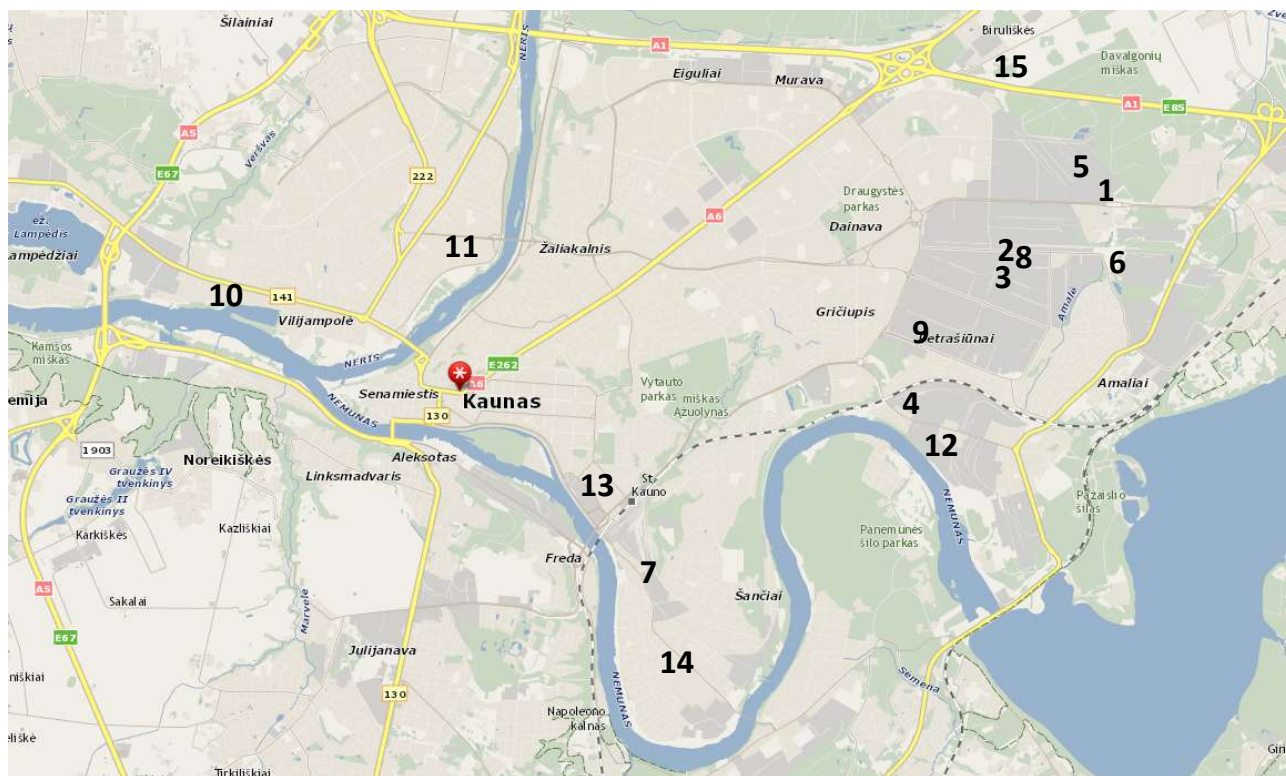 Šilainiai
Biruliškės
A1
NERIS
Eiguliai
Murava
15
Davalgonių
miškas
A1
E85
A5
Veršvas
E67
222
Draugystės
parkas
5
1
A6
Dainava
ež.
Lampėdis
11
Žaliakalnis
2
8
6
3
10
141
Vilijampolė
Gričiupis
Amalė
9
Petrašiūnai
Kamšos
miškas
NERIS
E262
A6
Senamiestis
Kaunas
Vytauto
parkas
miškas
Ąžuolynas
Amaliai
4
NEMUNAS
130
1903
Noreikiškės
Aleksotas
12
Graužės IV
tvenkinys
Linksmadvaris
Graužės II
tvenkinys
13
St.
Kauno
Pažaislio
šilas
Karkiškės
Kazliškiai
Panemunės
šilo parkas
NEMUNAS
Freda
7
A5
Sakalai
Marvelė
Šančiai
E67
Julijanava
14
130
NEMUNAS
Sėmena
Napoleono
kalnas
Tirkiliškiai